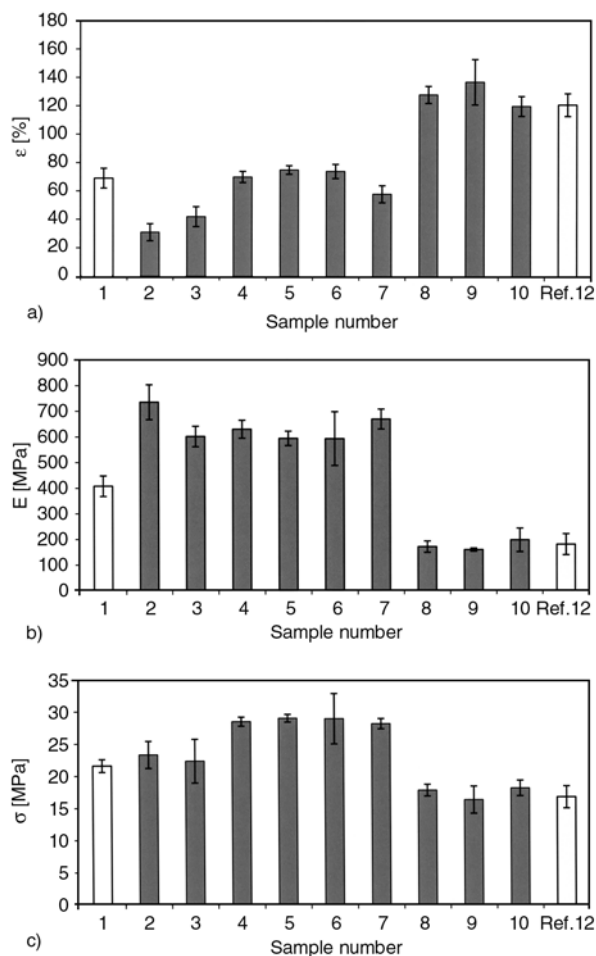 180
160
140
120
100
80
60
40
20
0
ε [%]
1 2 3 4 5 6 7 8 9 10 Ref.12
a)
Sample number
900
800
700
600
500
400
300
200
100
0
E [MPa]
1 2 3 4 5 6 7 8 9 10 Ref.12
b)
Sample number
35
30
25
20
15
10
5
0
σ [MPa]
1 2 3 4 5 6 7 8 9 10 Ref.12
c)
Sample number